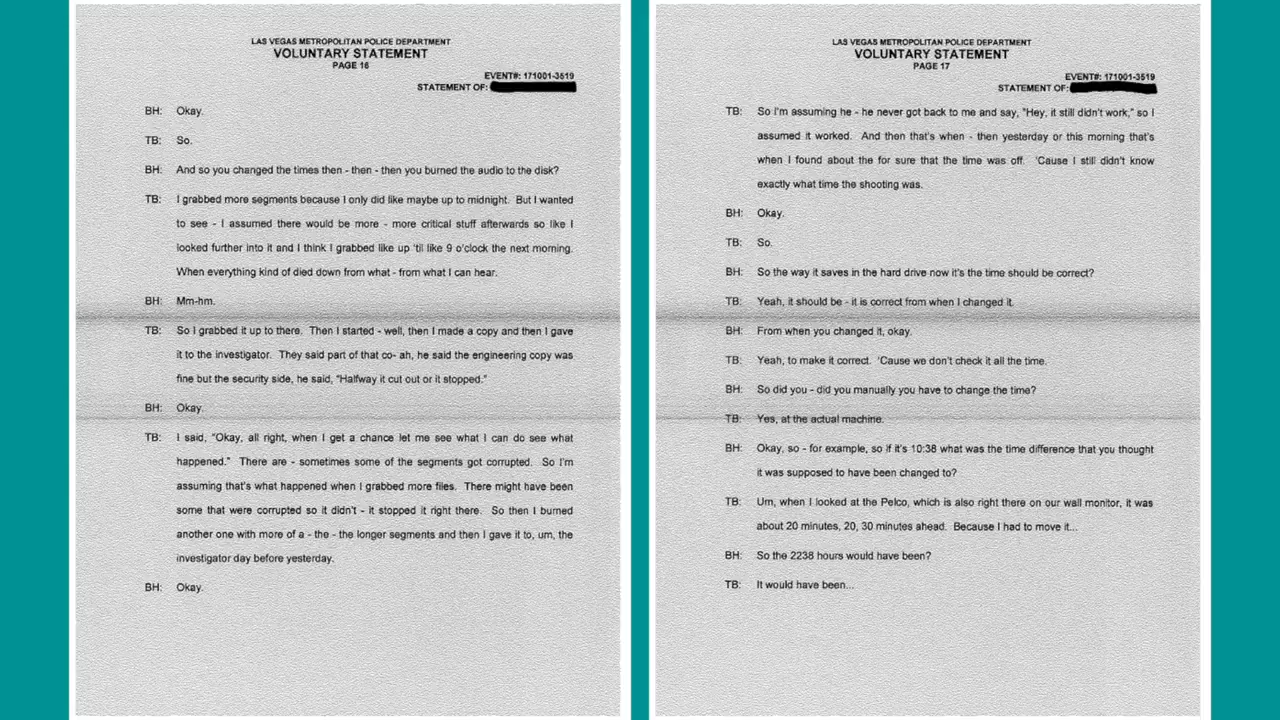 LAS VEGAS METROPOLITAN POLICE DEPARTMENT
VOLUNTARY STATEMENT
PAGE 16
EVENT#: 171001-3519
STATEMENT OF:
BH: Okay.
TB: So.
BH: And so you changed the times then - then - then you burned the audio to the disk?
TB: I grabbed more segments because I only did like maybe up to midnight. But I wanted
to see - I assumed there would be more - more critical stuff afterwards so like I
looked further into it and I think I grabbed like up 'til like 9 o'clock the next morning.
When everything kind of died down from what - from what I can hear.
BH: Mm-hm.
TB: So I grabbed it up to there. Then I started - well, then I made a copy and then I gave
it to the investigator. They said part of that co- ah, he said the engineering copy was
fine but the security side, he said, "Halfway it cut out or it stopped."
BH: Okay.
TB: I said, "Okay, all right, when I get a chance let me see what I can do see what
happened." There are - sometimes some of the segments got corrupted. So I'm
assuming that's what happened when I grabbed more files. There might have been
some that were corrupted so it didn't - it stopped it right there. So then I burned
another one with more of a - the - the longer segments and then I gave it to, um, the
investigator day before yesterday.
BH: Okay.
LAS VEGAS METROPOLITAN POLICE DEPARTMENT
VOLUNTARY STATEMENT
PAGE 17
EVENT#: 171001-3519
STATEMENT OF:
TB: So I'm assuming he - he never got back to me and say, "Hey, it still didn't work," so I
assumed it worked. And then that's when - then yesterday or this morning that's
when I found about the for sure that the time was off. 'Cause I still didn't know
exactly what time the shooting was.
BH: Okay.
TB: So.
BH: So the way it saves in the hard drive now it's the time should be correct?
TB: Yeah, it should be - it is correct from when I changed it.
BH: From when you changed it, okay.
TB: Yeah, to make it correct. 'Cause we don't check it all the time.
BH: So did you - did you manually you have to change the time?
TB: Yes, at the actual machine.
BH: Okay, so - for example, so if it's 10:38 what was the time difference that you thought
it was supposed to have been changed to?
TB: Um, when I looked at the Pelco, which is also right there on our wall monitor, it was
about 20 minutes, 20, 30 minutes ahead. Because I had to move it...
BH: So the 2238 hours would have been?
TB: It would have been...